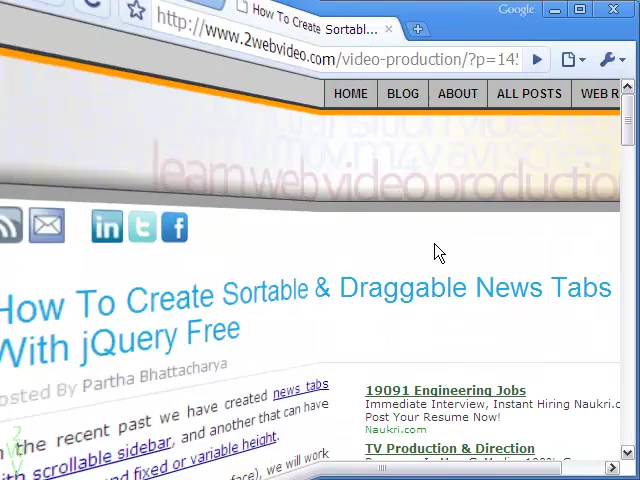 Google
How To Create Sortabl...
http://www.2webvideo.com/video-production/?p=145
HOME BLOG ABOUT ALL POSTS WEB R
learn web video production
How To Create Sortable & Draggable News Tabs
With jQuery Free
Posted By Partha Bhattacharya
the recent past we have created news tabs
with scrollable sidebar, and another that can have
and fixed or variable height.
we will work
19091 Engineering Jobs
Immediate Interview, Instant Hiring Naukri.c
Post Your Resume Now!
Naukri.com
TV Production & Direction